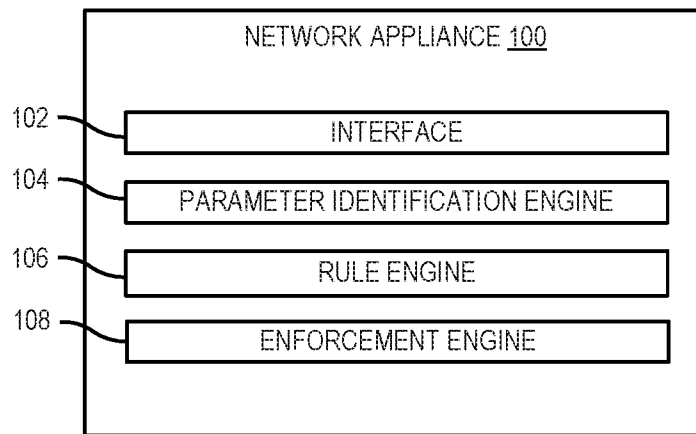 NETWORK APPLIANCE 100
102 INTERFACE
104 PARAMETER IDENTIFICATION ENGINE
106 RULE ENGINE
108 ENFORCEMENT ENGINE